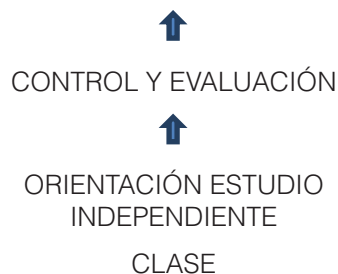 CONTROL Y EVALUACIÓN
ORIENTACIÓN ESTUDIO
INDEPENDIENTE
CLASE